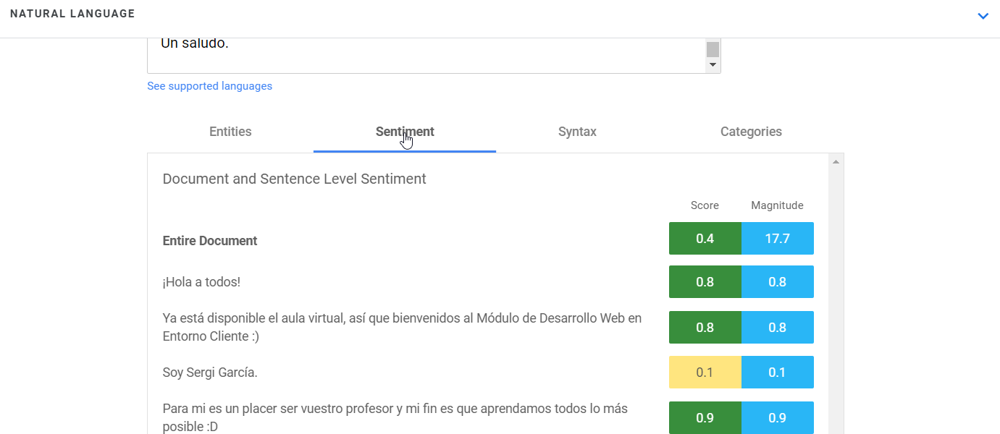 NATURAL LANGUAGE
Un saludo.
See supported languages
Entities Sentiment Syntax Categories
Document and Sentence Level Sentiment
Score Magnitude
Entire Document 0.4 17.7
¡Hola a todos! 0.8 0.8
Ya está disponible el aula virtual, así que bienvenidos al Módulo de Desarrollo Web en
Entorno Cliente :) 0.8 0.8
Soy Sergi García. 0.1 0.1
Para mi es un placer ser vuestro profesor y mi fin es que aprendamos todos lo más
posible :D 0.9 0.9